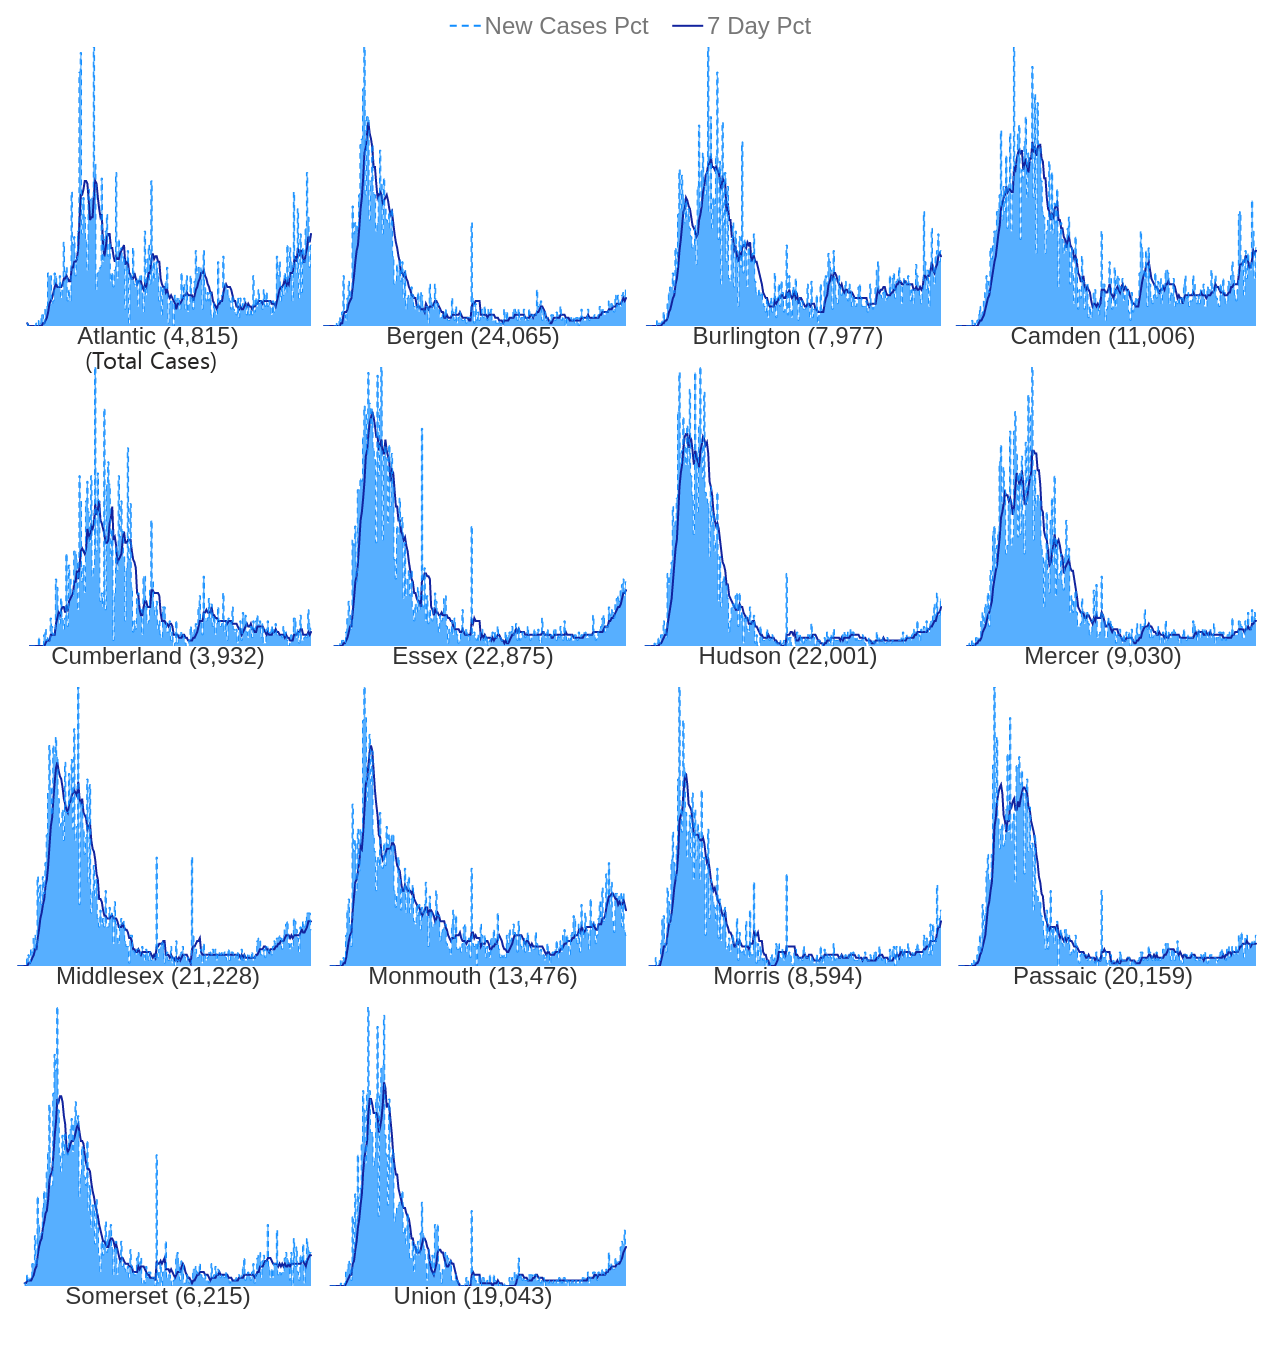 New Cases Pct 7 Day Pct
Atlantic (4,815) Bergen (24,065) Burlington (7,977) Camden (11,006)
(Total Cases)
Cumberland (3,932) Essex (22,875) Hudson (22,001) Mercer (9,030)
Middlesex (21,228) Monmouth (13,476) Morris (8,594) Passaic (20,159)
Somerset (6,215) Union (19,043)